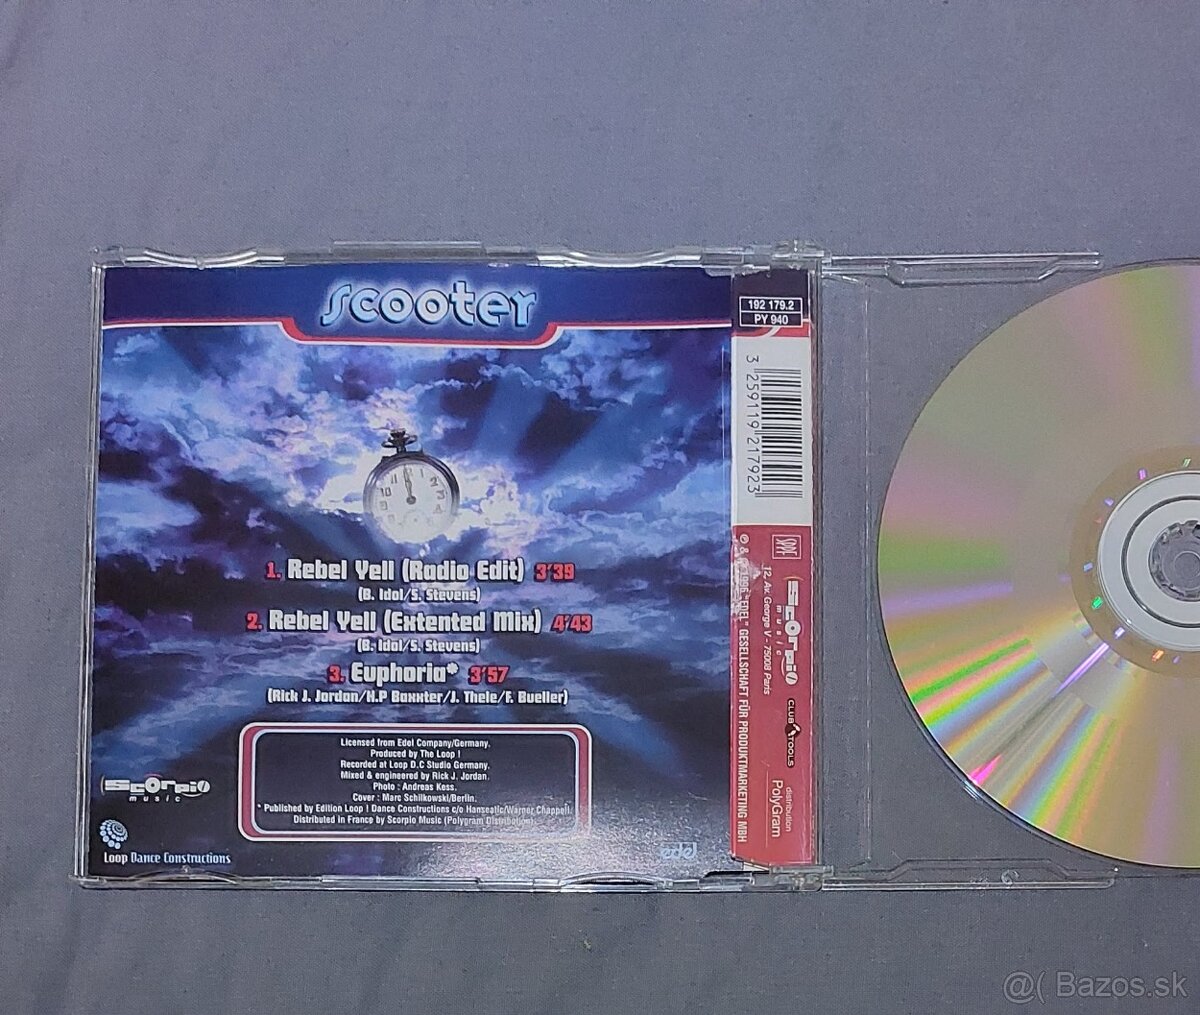 scooter
1. Rebel Yell (Radio Edit) 3'39
(B. Idol/S. Stevens)
2. Rebel Yell (Extented Mix) 4'43
(B. Idol/S. Stevens)
3. Euphoria* 3'57
(Rick J. Jordan/H.P Baxxter/J. Thele/F. Bueller)
Licensed from Edel Company/Germany.
Produced by The Loop !
Recorded at Loop D.C Studio Germany.
Mixed & engineered by Rick J. Jordan.
Photo : Andreas Kess.
Cover : Marc Schilkowski/Berlin.
* Published by Edition Loop ! Dance Constructions c/o Hanseatic/Warner Chappell.
Distributed in France by Scorpio Music (Polygram Distribution)
Scorpio
music
Loop Dance Constructions
edel
192 179.2
PY 940
3 259119 217923
SDRM
Scorpio
music
12, Av. George V - 75008 Paris
℗ & © 1996 "EDEL" GESELLSCHAFT FÜR PRODUKTMARKETING MBH
CLUB TOOLS
distribution
PolyGram
@( Bazos.sk